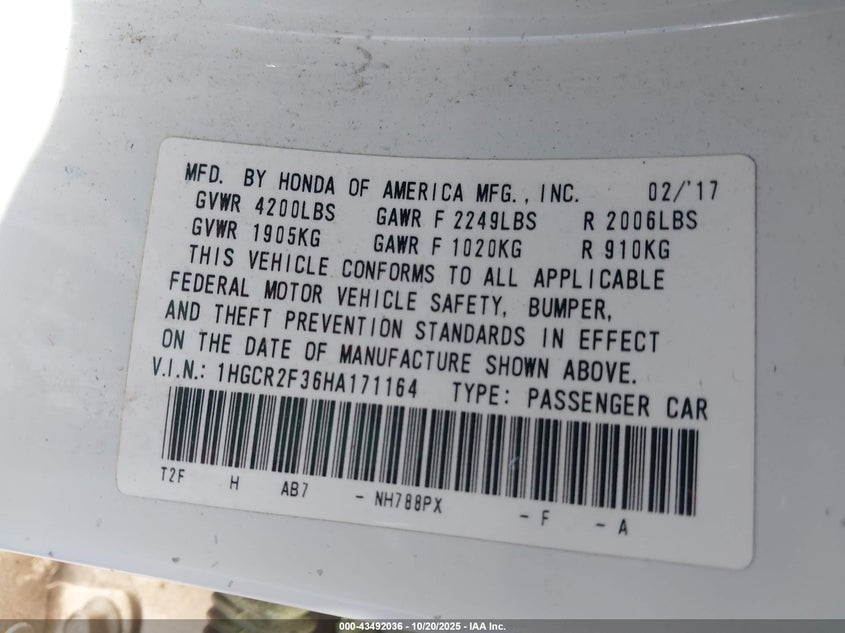 MFD. BY HONDA OF AMERICA MFG., INC. 02/'17
GVWR 4200LBS GAWR F 2249LBS R 2006LBS
GVWR 1905KG GAWR F 1020KG R 910KG
THIS VEHICLE CONFORMS TO ALL APPLICABLE
FEDERAL MOTOR VEHICLE SAFETY, BUMPER,
AND THEFT PREVENTION STANDARDS IN EFFECT
ON THE DATE OF MANUFACTURE SHOWN ABOVE.
V.I.N.: 1HGCR2F36HA171164 TYPE: PASSENGER CAR
T2F H AB7 - NH788PX - F - A
000-43492036 - 10/20/2025 - IAA Inc.